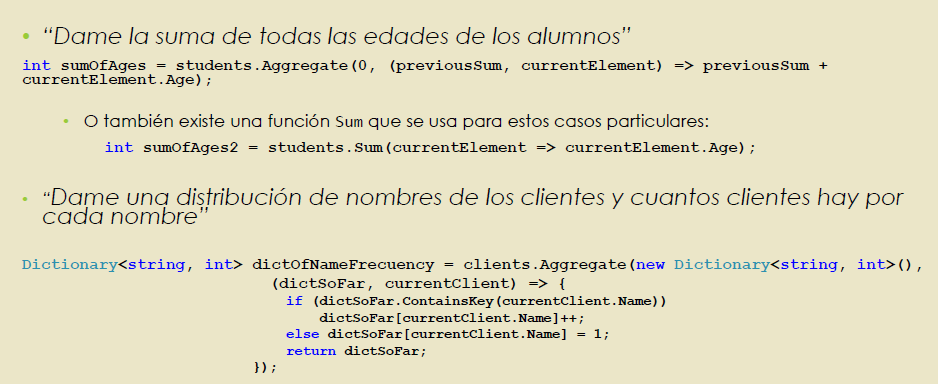 • “Dame la suma de todas las edades de los alumnos”
int sumOfAges = students.Aggregate(0, (previousSum, currentElement) => previousSum +
currentElement.Age);
• O también existe una función Sum que se usa para estos casos particulares:
int sumOfAges2 = students.Sum(currentElement => currentElement.Age);
• “Dame una distribución de nombres de los clientes y cuantos clientes hay por
cada nombre”
Dictionary<string, int> dictOfNameFrecuency = clients.Aggregate(new Dictionary<string, int>(),
(dictSoFar, currentClient) => {
if (dictSoFar.ContainsKey(currentClient.Name))
dictSoFar[currentClient.Name]++;
else dictSoFar[currentClient.Name] = 1;
return dictSoFar;
});